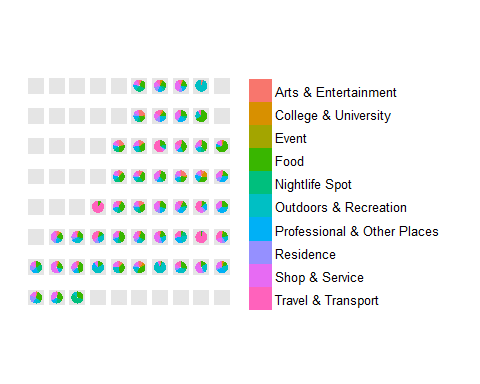 Arts & Entertainment
College & University
Event
Food
Nightlife Spot
Outdoors & Recreation
Professional & Other Places
Residence
Shop & Service
Travel & Transport